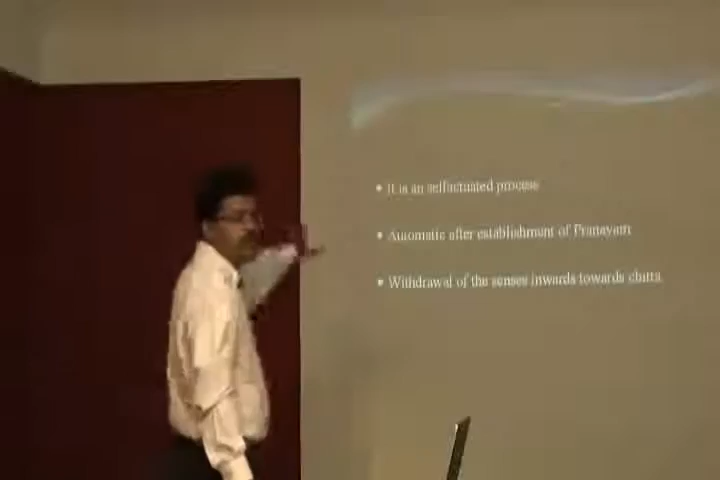 • It is an selfactuated process
• Automatic after establishment of Pranayam
• Withdrawal of the senses inwards towards chitta